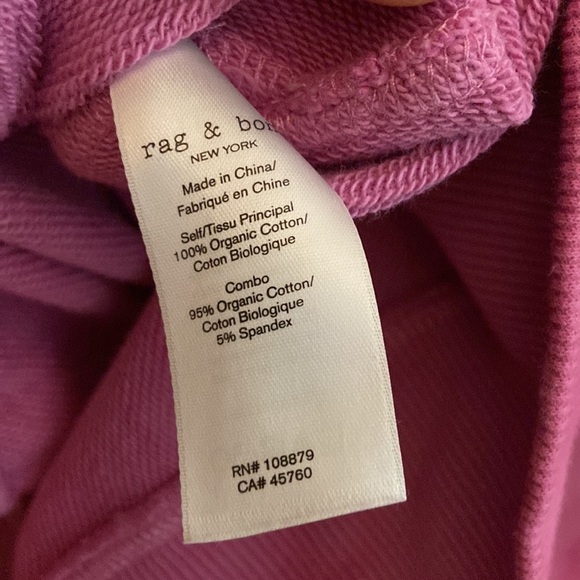 rag & bo
NEW YORK
Made in China/
Fabriqué en Chine
Self/Tissu Principal
100% Organic Cotton/
Coton Biologique
Combo
95% Organic Cotton/
Coton Biologique
5% Spandex
RN# 108879
CA# 45760